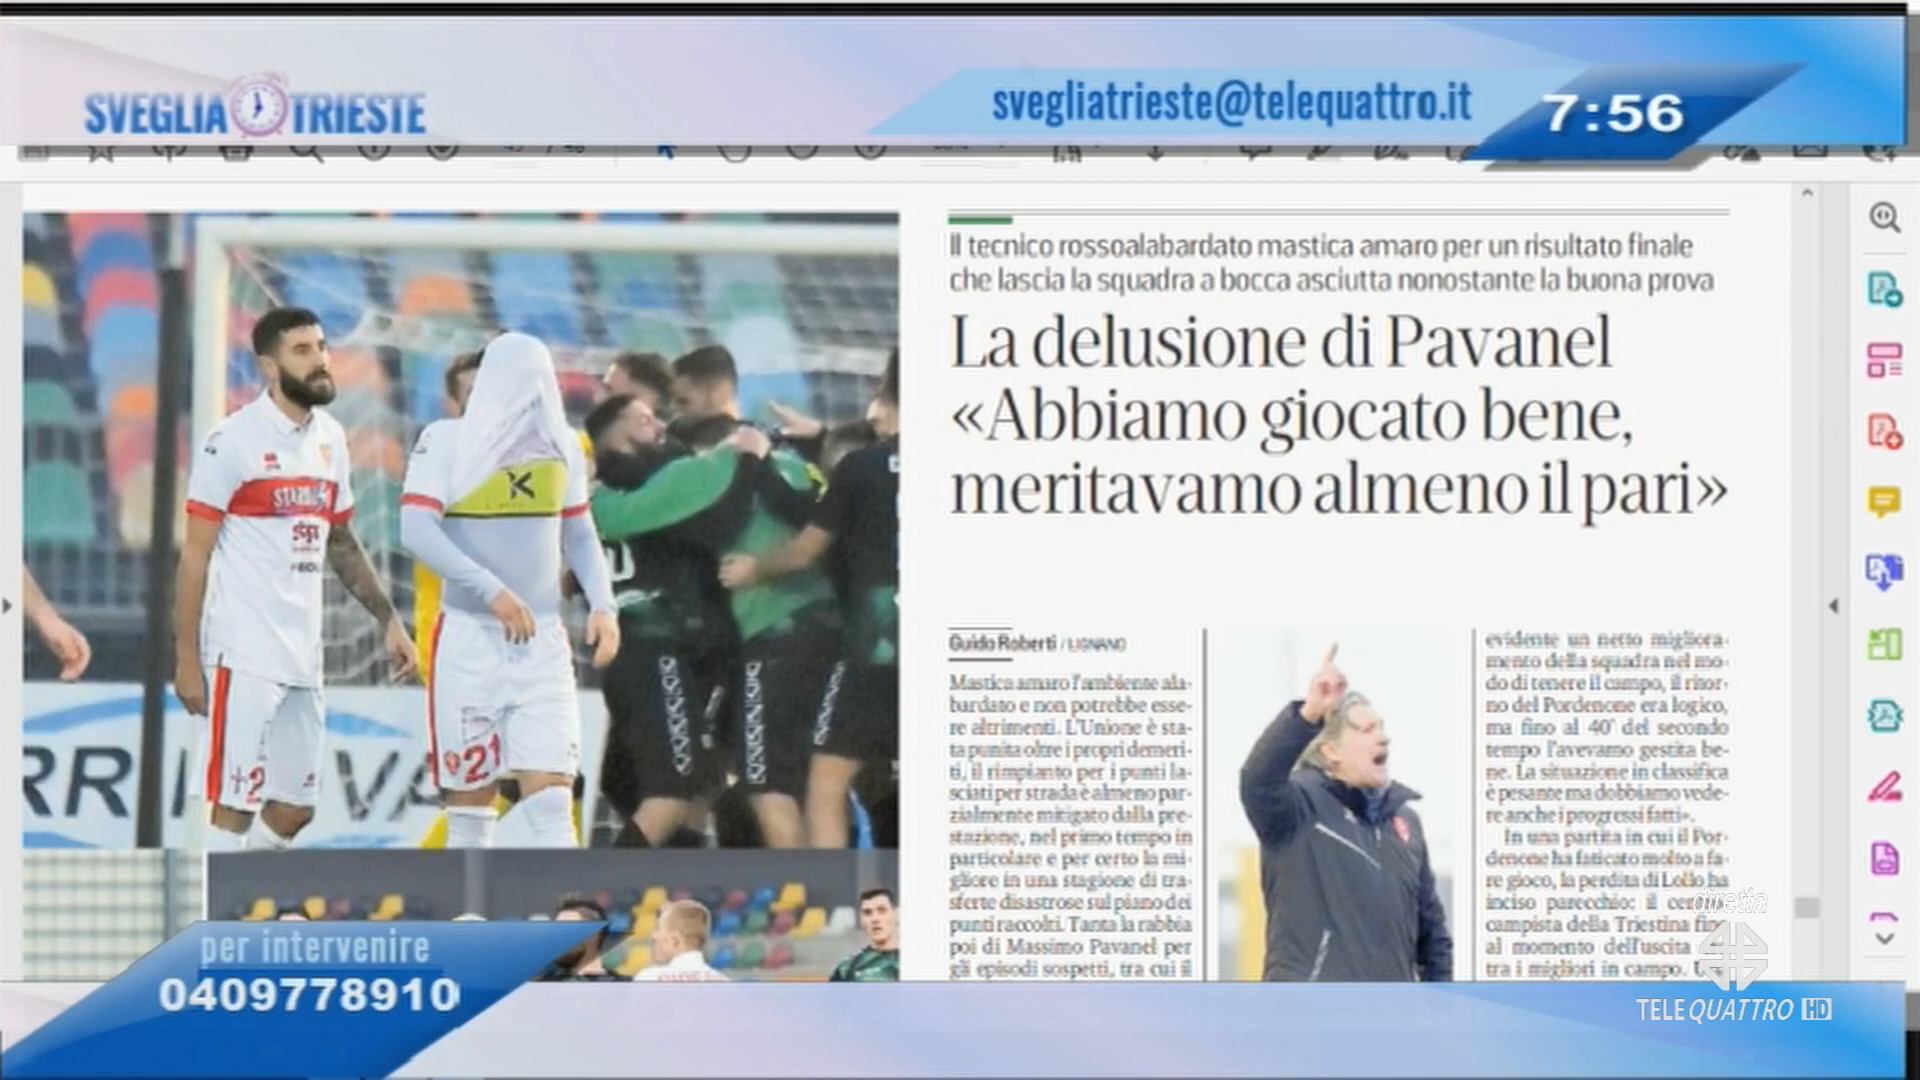 SVEGLIA TRIESTE
svegliatrieste@telequattro.it
7:56
Il tecnico rossoalabardato mastica amaro per un risultato finale
che lascia la squadra a bocca asciutta nonostante la buona prova
La delusione di Pavanel
«Abbiamo giocato bene,
meritavamo almeno il pari»
Guido Roberti / LIGNANO
Mastica amaro l'ambiente ala-
bardato e non potrebbe esse-
re altrimenti. L'Unione è sta-
ta punita oltre i propri demeri-
ti, il rimpianto per i punti la-
sciati per strada è almeno par-
zialmente mitigato dalla pre-
stazione, nel primo tempo in
particolare e per certo la mi-
gliore in una stagione di tra-
sferte disastrose sul piano dei
punti raccolti. Tanta la rabbia
poi di Massimo Pavanel per
gli episodi sospetti, tra cui il
evidente un netto migliora-
mento della squadra nel mo-
do di tenere il campo, il ritor-
no del Pordenone era logico,
ma fino al 40' del secondo
tempo l'avevamo gestita be-
ne. La situazione in classifica
è pesante ma dobbiamo vede-
re anche i progressi fatti».
In una partita in cui il Por-
denone ha faticato molto a fa-
re gioco, la perdita di Lollo ha
inciso parecchio: il
campista della Triestina
al momento dell'uscita
tra i migliori in campo.
21
per intervenire
0409778910
diretta
TELEQUATTRO HD